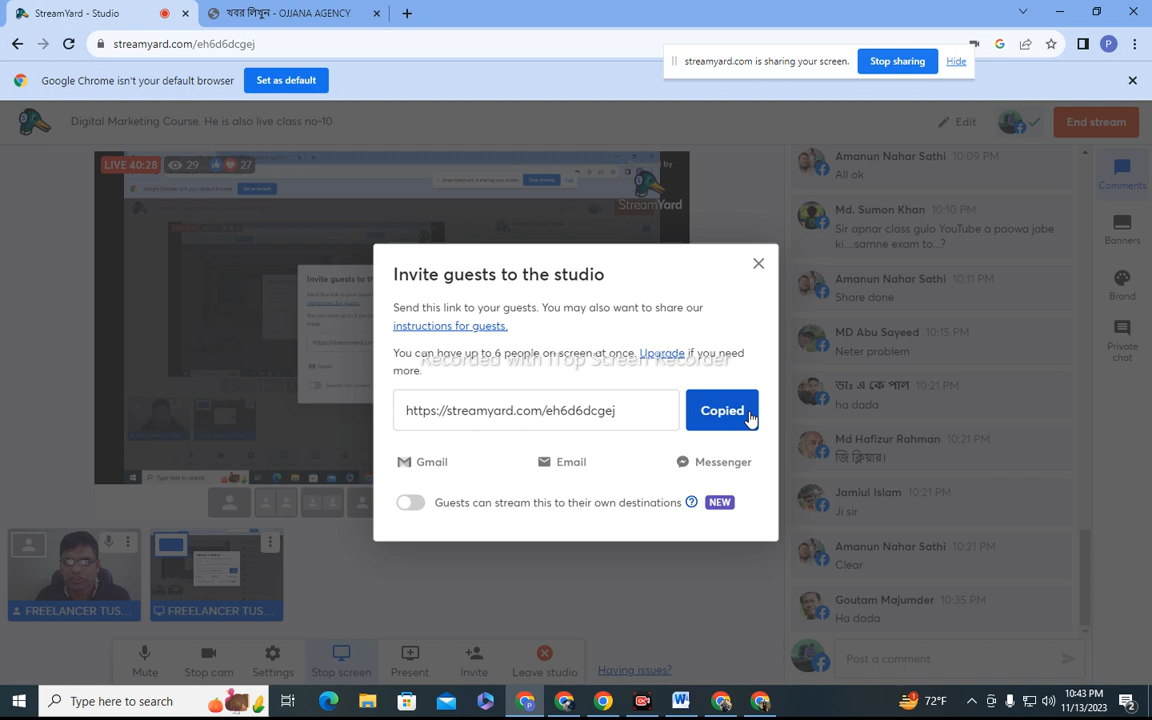 StreamYard - Studio
খবর লিখুন - OJJANA AGENCY
streamyard.com/eh6d6dcgej
streamyard.com is sharing your screen.
Stop sharing
Hide
Google Chrome isn't your default browser
Set as default
Digital Marketing Course. He is also live class no-10
Edit
End stream
LIVE 40:28
29
27
Powered by
StreamYard
Invite guests to the studio
Send this link to your guests. You may also want to share our
instructions for guests.
You can have up to 6 people on screen at once. Upgrade if you need
more.
Recorded with iTop Screen Recorder
https://streamyard.com/eh6d6dcgej
Copied
Gmail
Email
Messenger
Guests can stream this to their own destinations
NEW
Amanun Nahar Sathi 10:09 PM
All ok
Md. Sumon Khan 10:10 PM
Sir apnar class gulo YouTube a paowa jabe
ki....samne exam to...?
Amanun Nahar Sathi 10:11 PM
Share done
MD Abu Sayeed 10:15 PM
Neter problem
ডাঃ এ কে পাল 10:21 PM
ha dada
Md Hafizur Rahman 10:21 PM
জি ক্লিয়ার।
Jamiul Islam 10:21 PM
Ji sir
Amanun Nahar Sathi 10:21 PM
Clear
Goutam Majumder 10:35 PM
Ha dada
Post a comment
Comments
Banners
Brand
Private
chat
FREELANCER TUS...
FREELANCER TUS...
Mute
Stop cam
Settings
Stop screen
Present
Invite
Leave studio
Having issues?
Type here to search
72°F
10:43 PM
11/13/2023
2